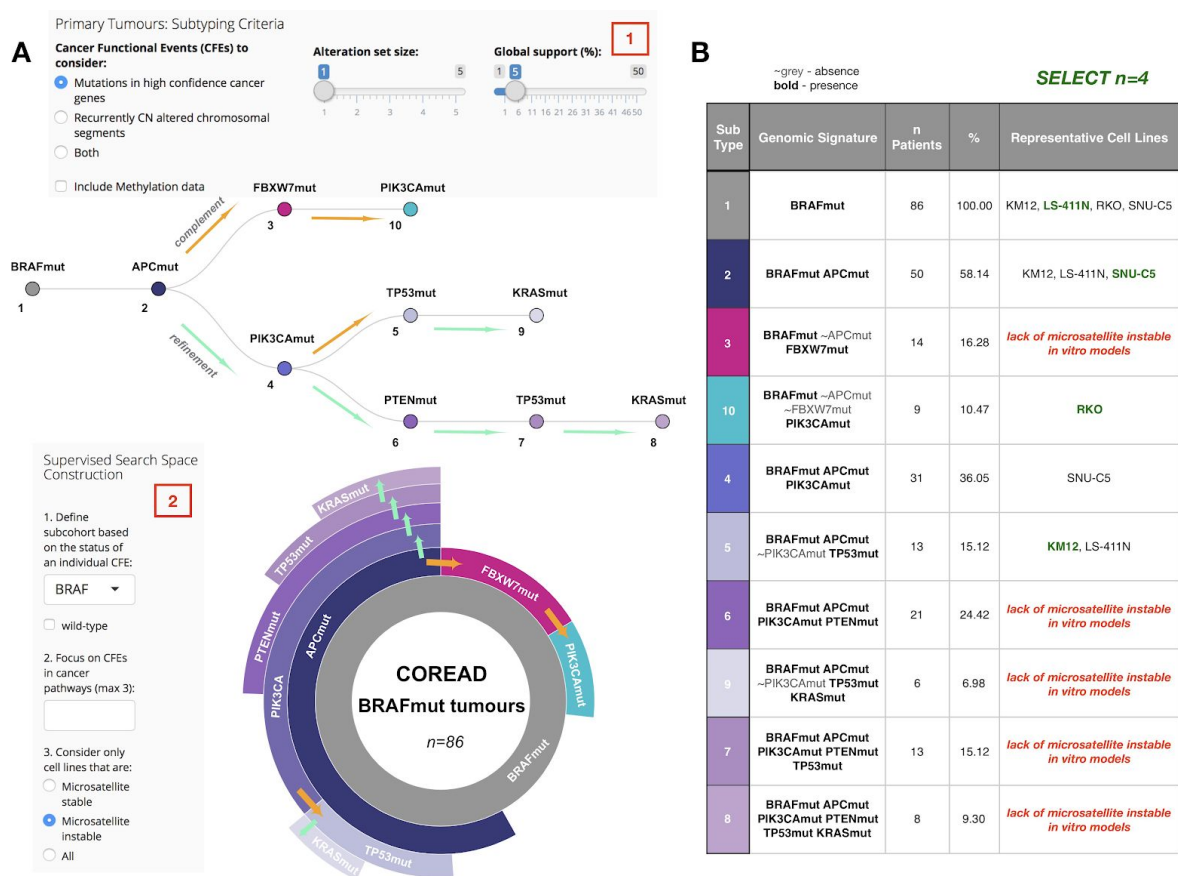 A
Primary Tumours: Subtyping Criteria
1
Cancer Functional Events (CFEs) to
consider:
Mutations in high confidence cancer
genes
Recurrently CN altered chromosomal
segments
Both
Include Methylation data
Alteration set size:
1 5
1 2 3 4 5
Global support (%):
1 5 50
1 6 11 16 21 26 31 36 41 46 50
BRAFmut
1
APCmut
2
complement
FBXW7mut
3
PIK3CAmut
10
refinement
PIK3CAmut
4
TP53mut
5
KRASmut
9
PTENmut
6
TP53mut
7
KRASmut
8
Supervised Search Space
Construction
2
1. Define
subcohort based
on the status of
an individual CFE:
BRAF
wild-type
2. Focus on CFEs
in cancer
pathways (max 3):
3. Consider only
cell lines that are:
Microsatellite
stable
Microsatellite
instable
All
KRASmut
TP53mut
PTENmut
PIK3CA
APCmut
FBXW7mut
PIK3CAmut
BRAFmut
TP53mut
KRASmut
COREAD
BRAFmut tumours
n=86
B
~grey - absence
bold - presence
SELECT n=4
Sub Type Genomic Signature n Patients % Representative Cell Lines
1 BRAFmut 86 100.00 KM12, LS-411N, RKO, SNU-C5
2 BRAFmut APCmut 50 58.14 KM12, LS-411N, SNU-C5
3 BRAFmut ~APCmut FBXW7mut 14 16.28 lack of microsatellite instable in vitro models
10 BRAFmut ~APCmut ~FBXW7mut PIK3CAmut 9 10.47 RKO
4 BRAFmut APCmut PIK3CAmut 31 36.05 SNU-C5
5 BRAFmut APCmut ~PIK3CAmut TP53mut 13 15.12 KM12, LS-411N
6 BRAFmut APCmut PIK3CAmut PTENmut 21 24.42 lack of microsatellite instable in vitro models
9 BRAFmut APCmut ~PIK3CAmut TP53mut KRASmut 6 6.98 lack of microsatellite instable in vitro models
7 BRAFmut APCmut PIK3CAmut PTENmut TP53mut 13 15.12 lack of microsatellite instable in vitro models
8 BRAFmut APCmut PIK3CAmut PTENmut TP53mut KRASmut 8 9.30 lack of microsatellite instable in vitro models